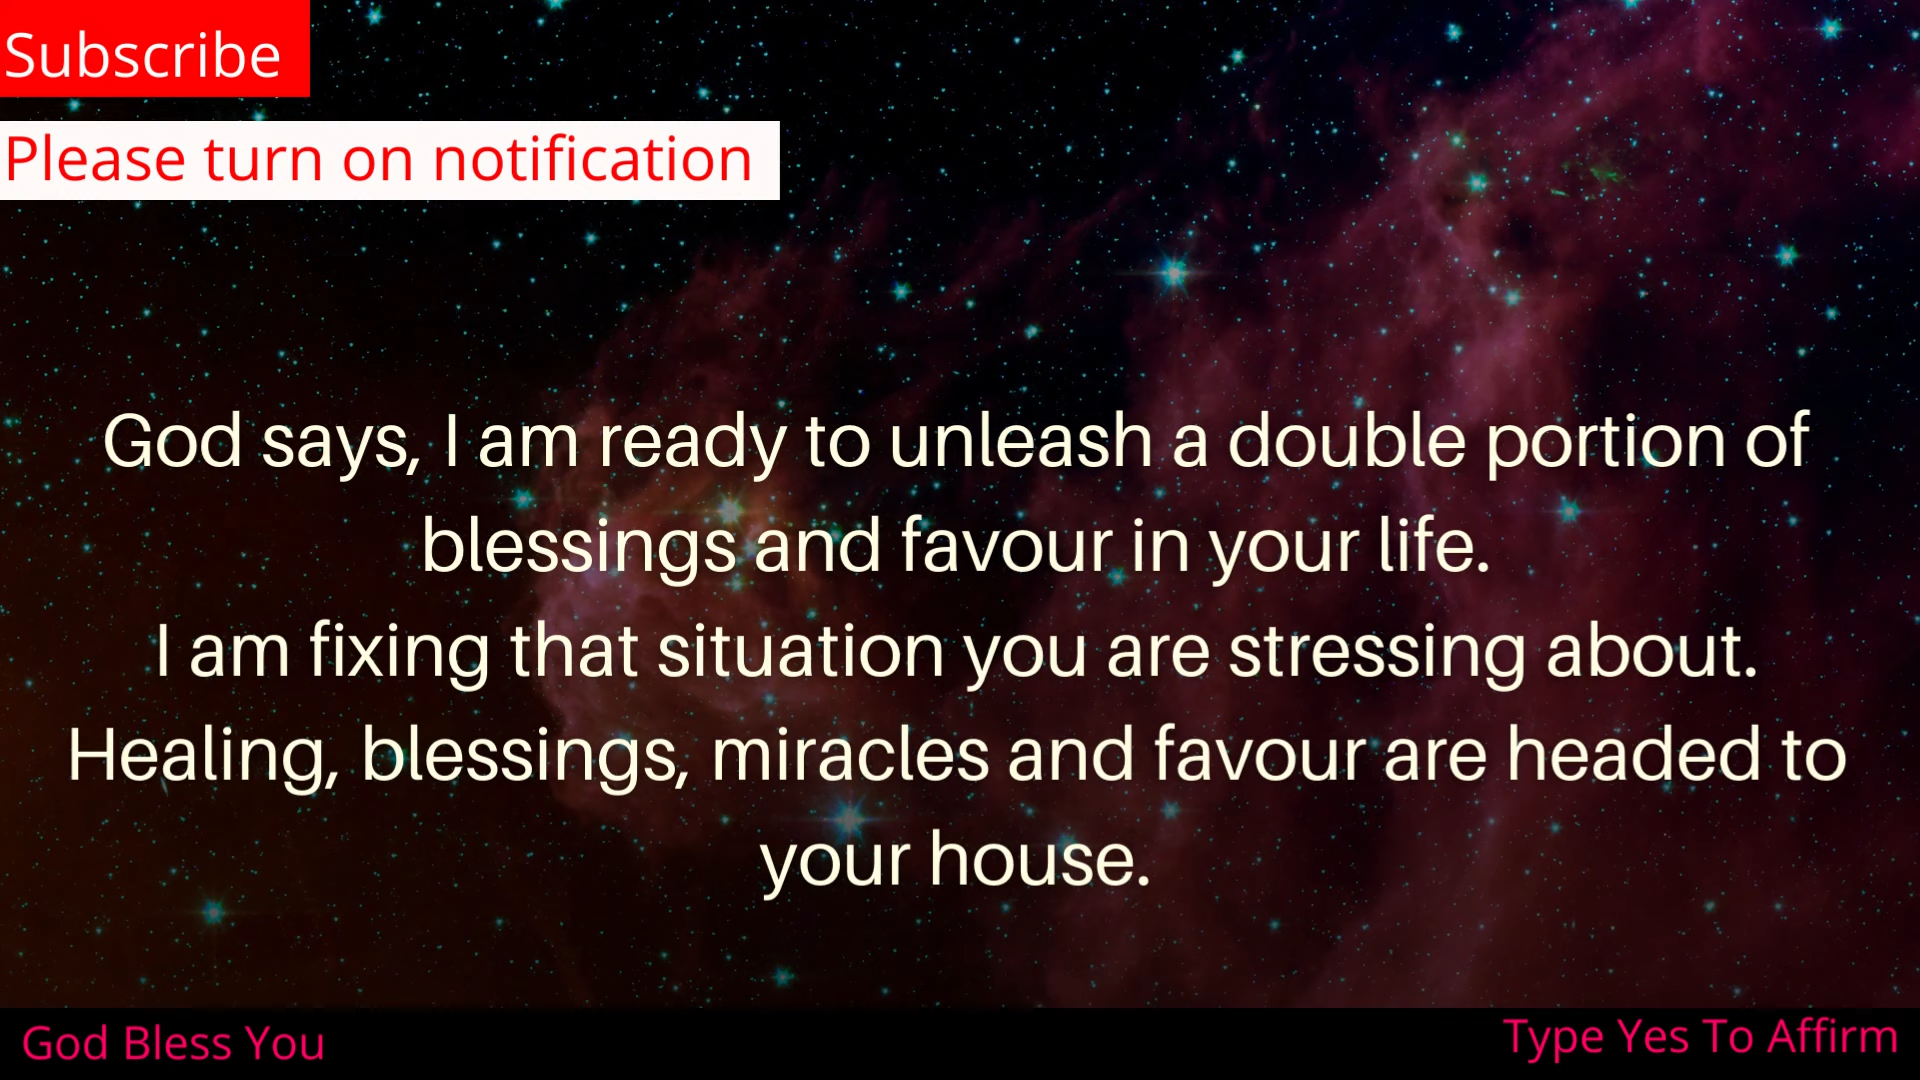 Subscribe
Please turn on notification
God says, I am ready to unleash a double portion of
blessings and favour in your life.
I am fixing that situation you are stressing about.
Healing, blessings, miracles and favour are headed to
your house.
God Bless You
Type Yes To Affirm